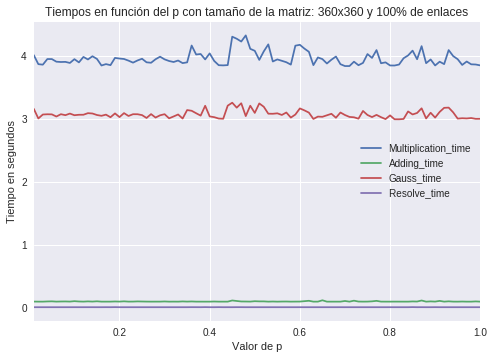 Tiempos en función del p con tamaño de la matriz: 360x360 y 100% de enlaces
4
3
2
1
0
Tiempo en segundos
Multiplication_time
Adding_time
Gauss_time
Resolve_time
0.2 0.4 0.6 0.8 1.0
Valor de p